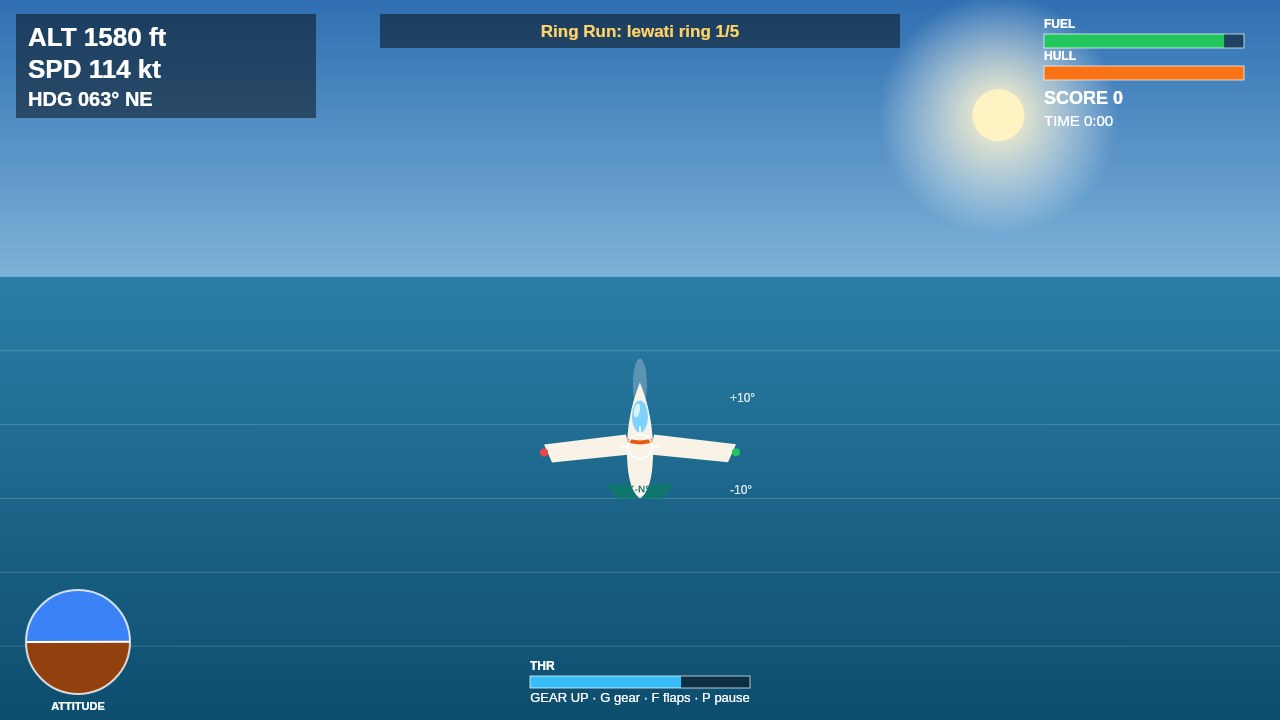 ALT 1580 ft
SPD 114 kt
HDG 063° NE
Ring Run: lewati ring 1/5
FUEL
HULL
SCORE 0
TIME 0:00
+10°
-10°
THR
GEAR UP · G gear · F flaps · P pause
ATTITUDE